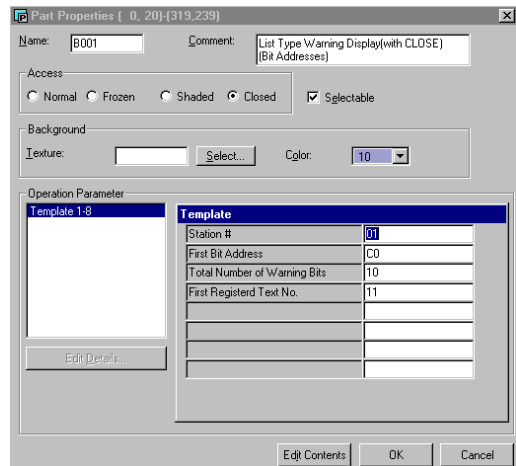 Part Properties [ 0, 20]-[319,239]
Name: B001 Comment: List Type Warning Display(with CLOSE)
(Bit Addresses)
Access
Normal Frozen Shaded Closed Selectable
Background
Texture: Select... Color: 10
Operation Parameter
Template 1-8
Template
Station # 01
First Bit Address C0
Total Number of Warning Bits 10
First Registerd Text No. 11
Edit Details...
Edit Contents OK Cancel